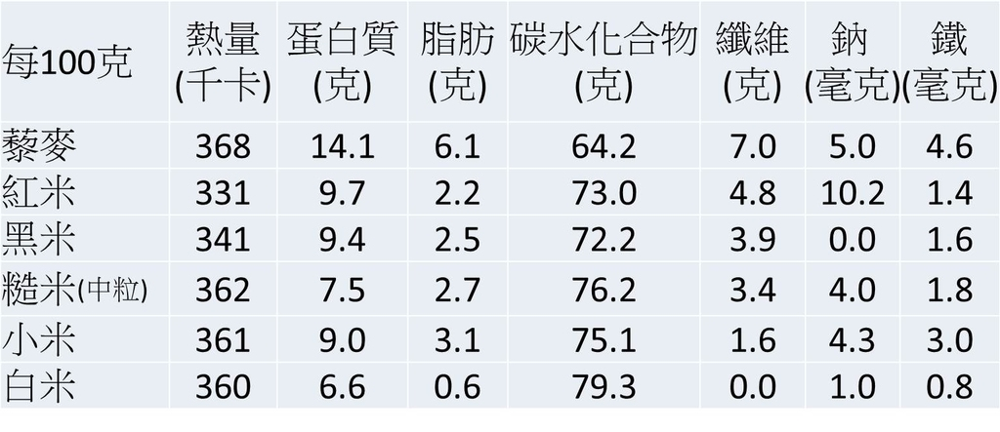 每100克 熱量(千卡) 蛋白質(克) 脂肪(克) 碳水化合物(克) 纖維(克) 鈉(毫克) 鐵(毫克)
藜麥 368 14.1 6.1 64.2 7.0 5.0 4.6
紅米 331 9.7 2.2 73.0 4.8 10.2 1.4
黑米 341 9.4 2.5 72.2 3.9 0.0 1.6
糙米(中粒) 362 7.5 2.7 76.2 3.4 4.0 1.8
小米 361 9.0 3.1 75.1 1.6 4.3 3.0
白米 360 6.6 0.6 79.3 0.0 1.0 0.8